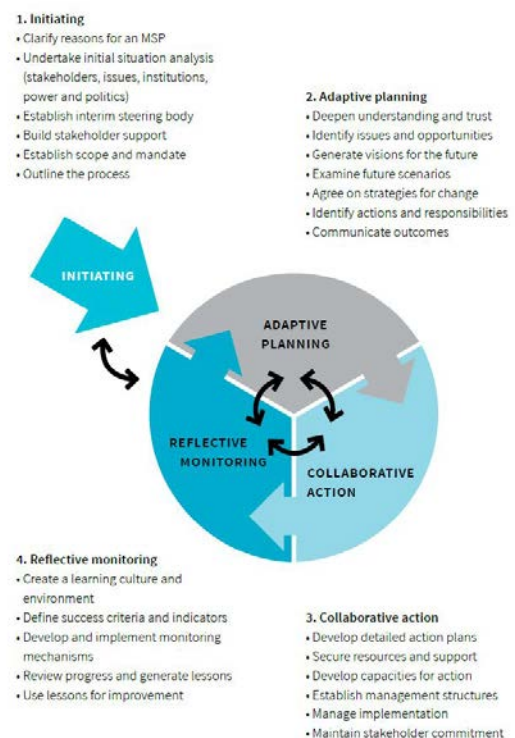 1. Initiating
• Clarify reasons for an MSP
• Undertake initial situation analysis
(stakeholders, issues, institutions,
power and politics)
• Establish interim steering body
• Build stakeholder support
• Establish scope and mandate
• Outline the process
2. Adaptive planning
• Deepen understanding and trust
• Identify issues and opportunities
• Generate visions for the future
• Examine future scenarios
• Agree on strategies for change
• Identify actions and responsibilities
• Communicate outcomes
INITIATING
ADAPTIVE
PLANNING
REFLECTIVE
MONITORING
COLLABORATIVE
ACTION
4. Reflective monitoring
• Create a learning culture and
environment
• Define success criteria and indicators
• Develop and implement monitoring
mechanisms
• Review progress and generate lessons
• Use lessons for improvement
3. Collaborative action
• Develop detailed action plans
• Secure resources and support
• Develop capacities for action
• Establish management structures
• Manage implementation
• Maintain stakeholder commitment